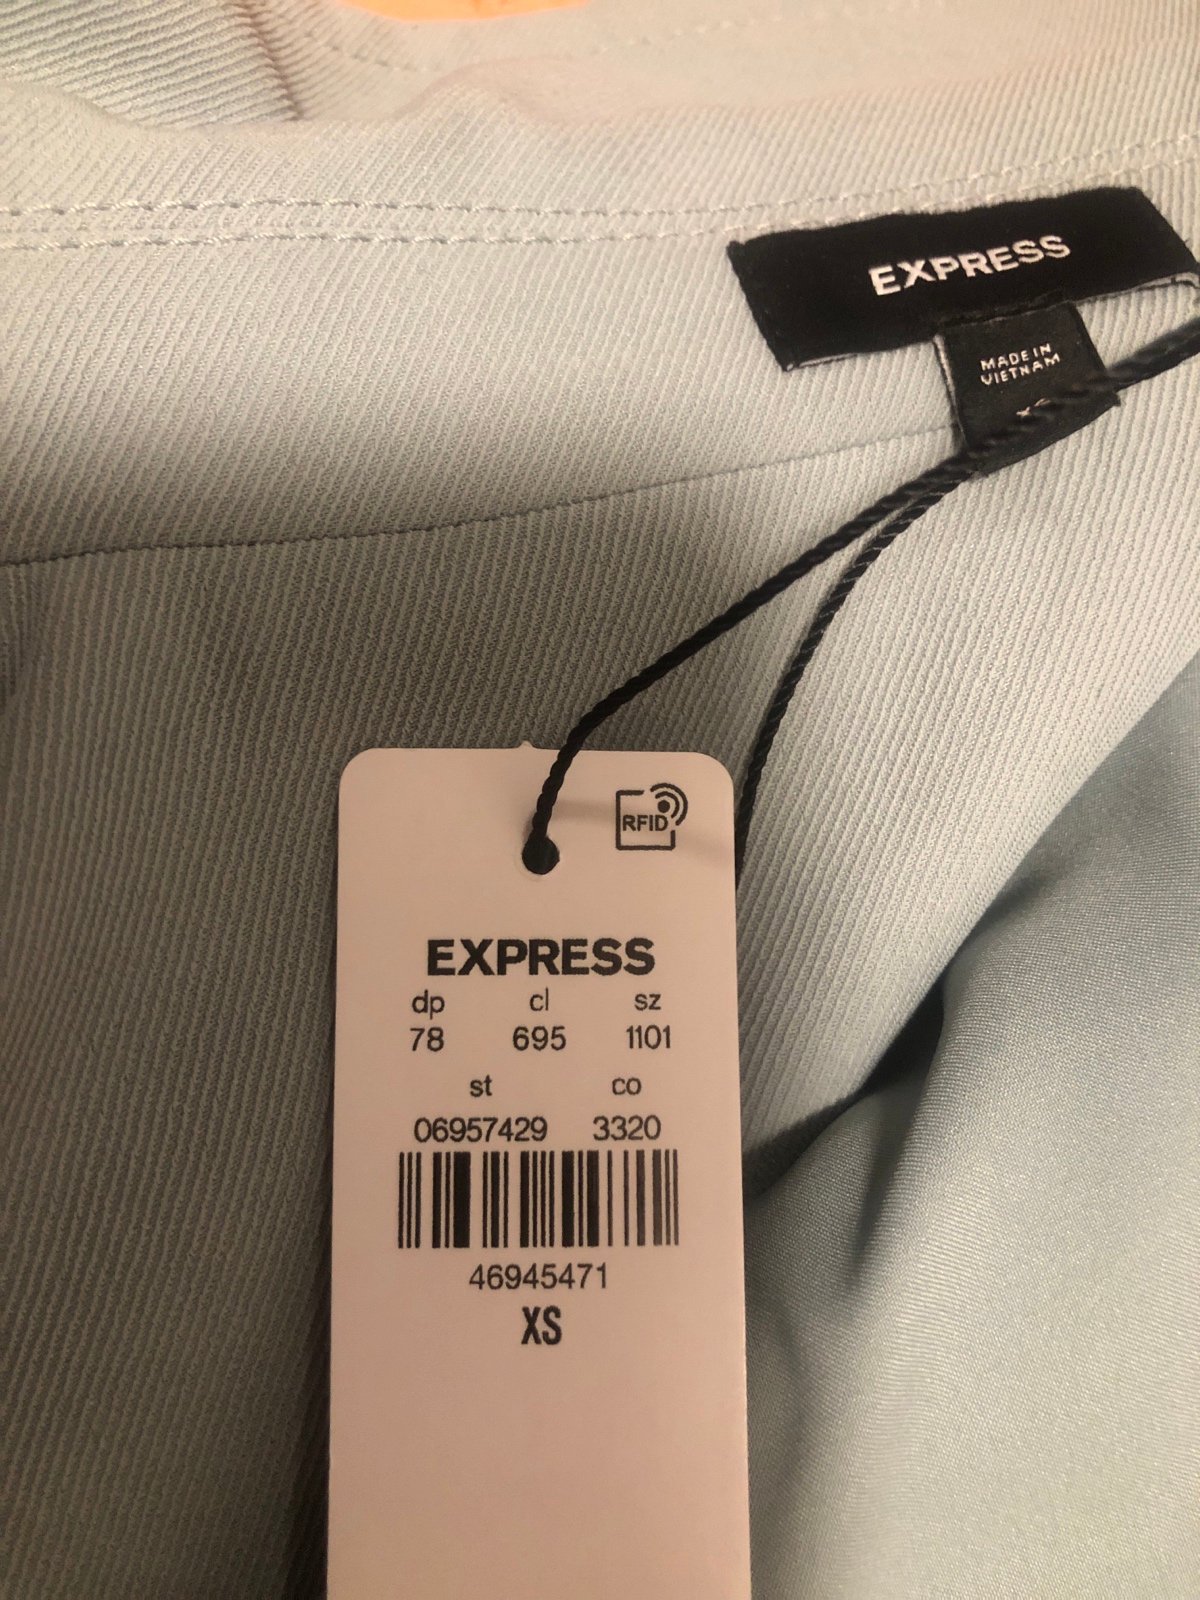 EXPRESS
MADE IN
VIETNAM
RFID
EXPRESS
dp cl sz
78 695 1101
st co
06957429 3320
46945471
XS